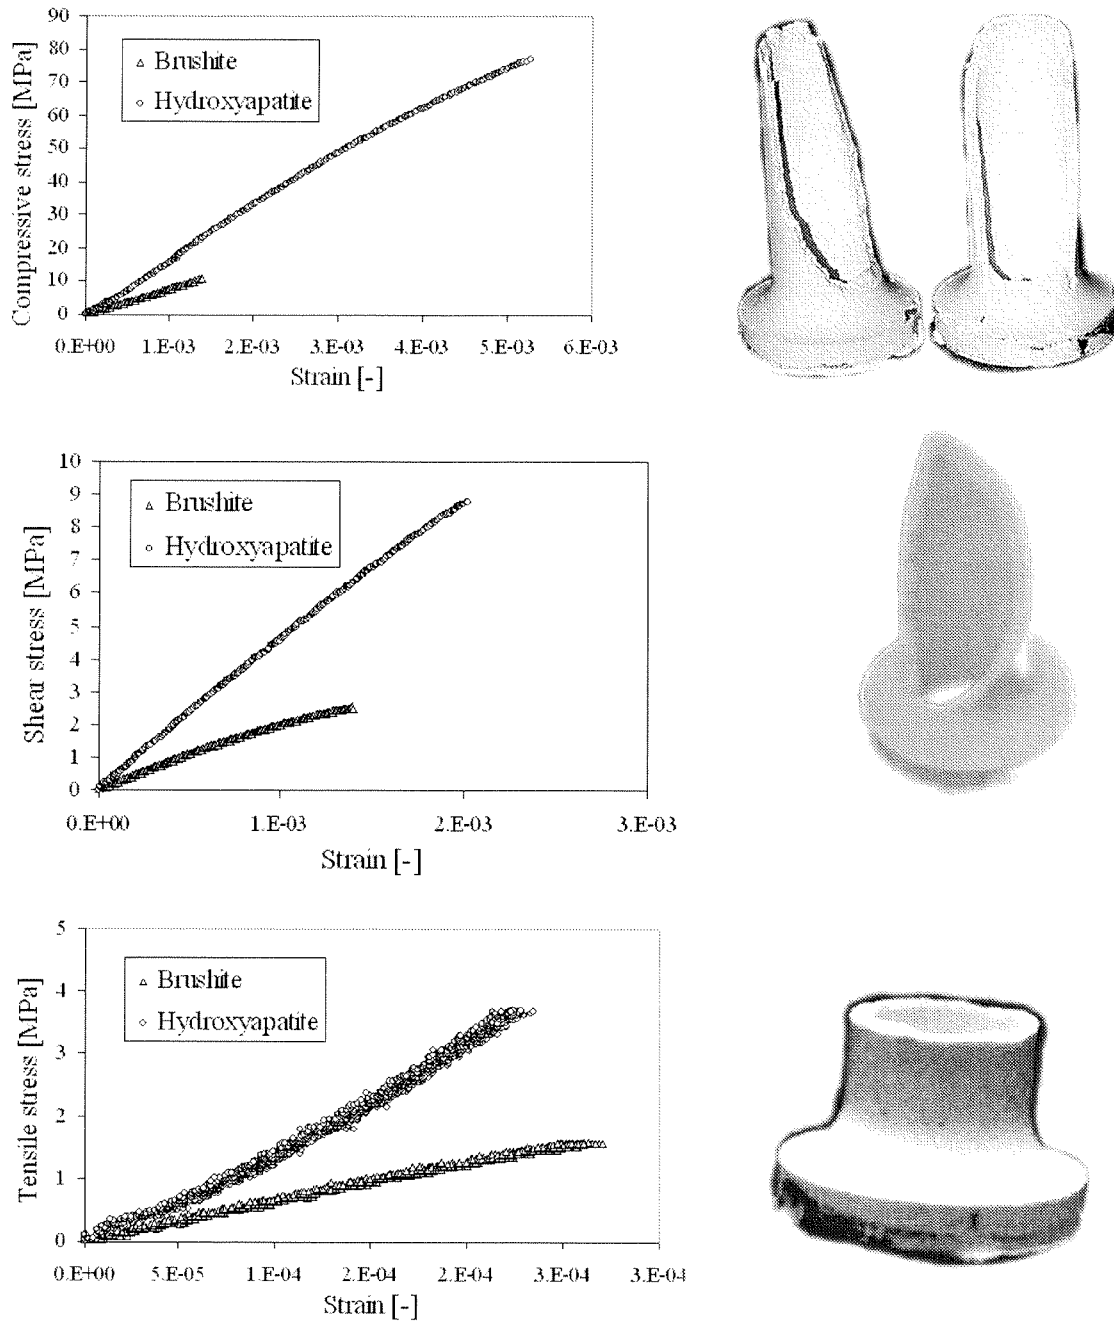 90
80
70
60
50
40
30
20
10
0
Compressive stress [MPa]
Brushite
Hydroxyapatite
0.E+00 1.E-03 2.E-03 3.E-03 4.E-03 5.E-03 6.E-03
Strain [-]
10
9
8
7
6
5
4
3
2
1
0
Shear stress [MPa]
Brushite
Hydroxyapatite
0.E+00 1.E-03 2.E-03 3.E-03
Strain [-]
5
4
3
2
1
0
Tensile stress [MPa]
Brushite
Hydroxyapatite
0.E+00 5.E-05 1.E-04 2.E-04 2.E-04 3.E-04 3.E-04
Strain [-]